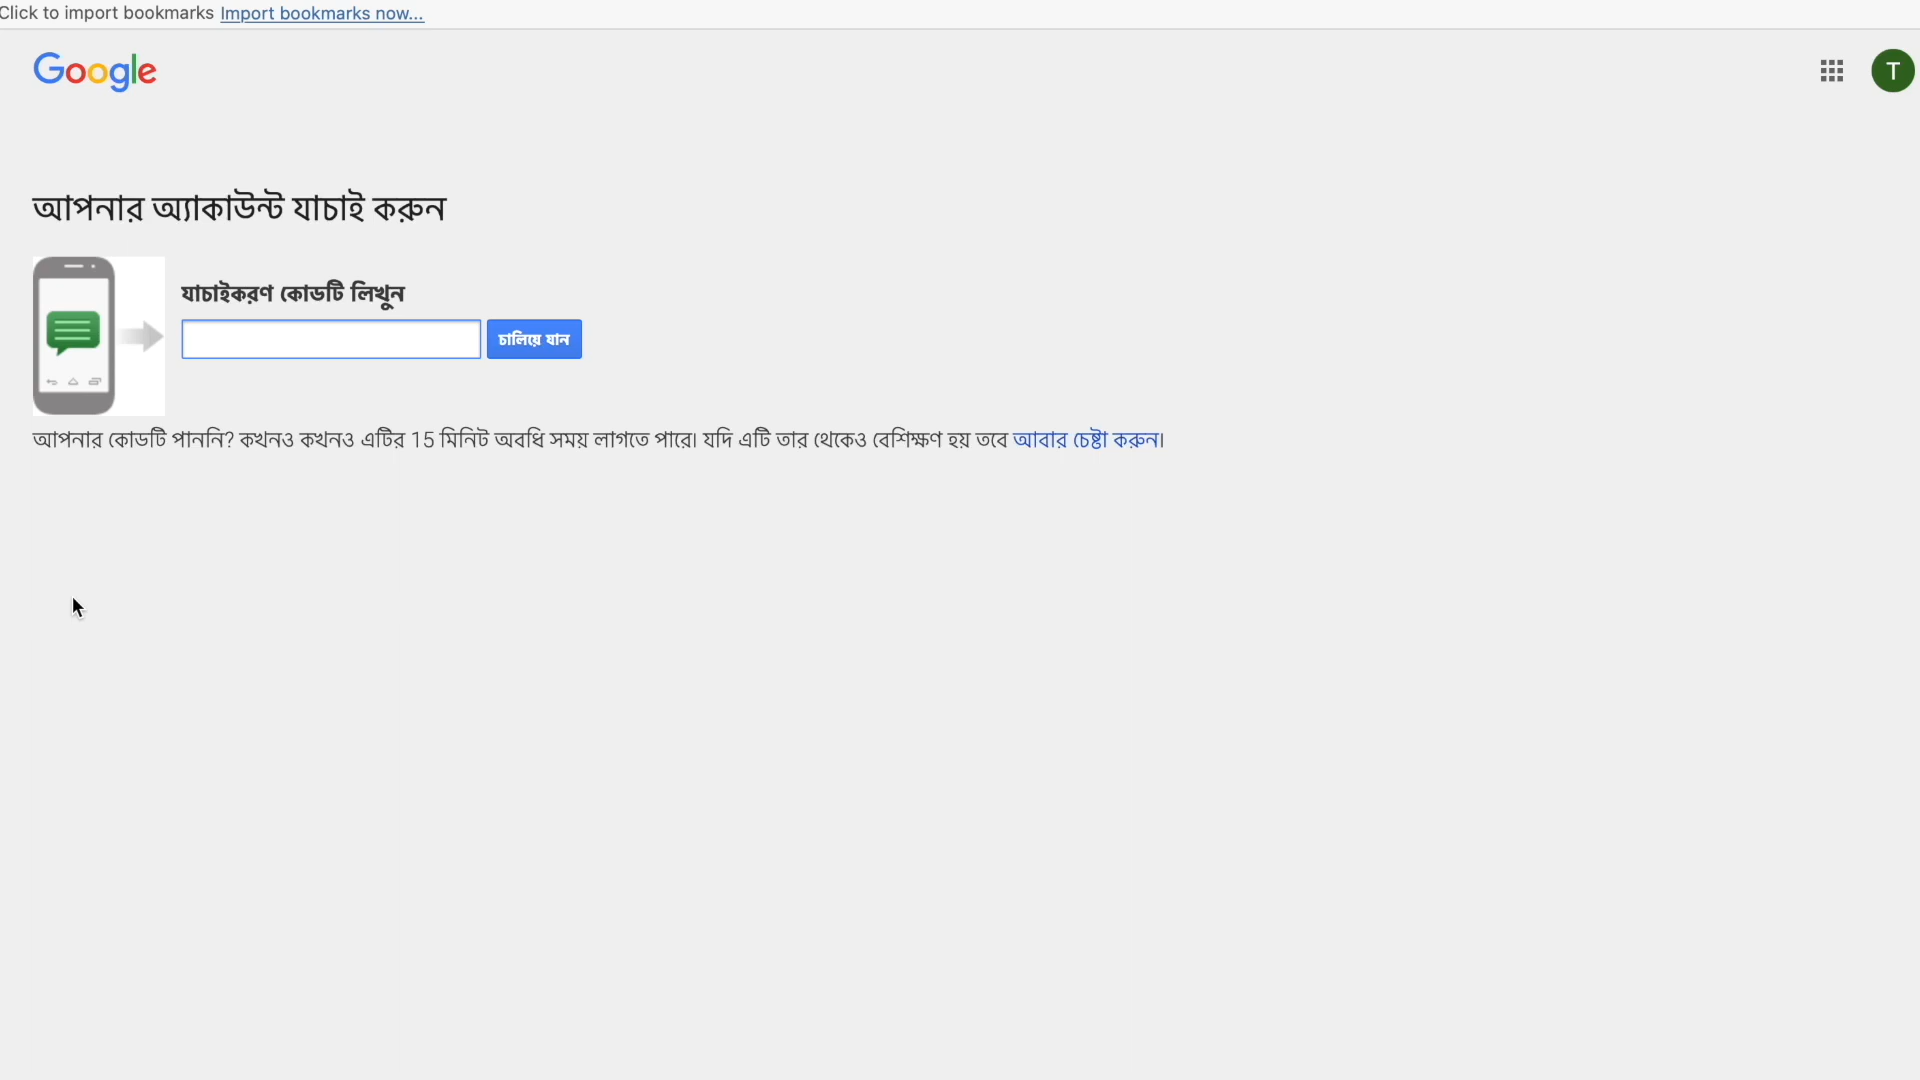 Click to import bookmarks Import bookmarks now...
Google
T
আপনার অ্যাকাউন্ট যাচাই করুন
যাচাইকরণ কোডটি লিখুন
চালিয়ে যান
আপনার কোডটি পাননি? কখনও কখনও এটির 15 মিনিট অবধি সময় লাগতে পারে। যদি এটি তার থেকেও বেশিক্ষণ হয় তবে আবার চেষ্টা করুন।